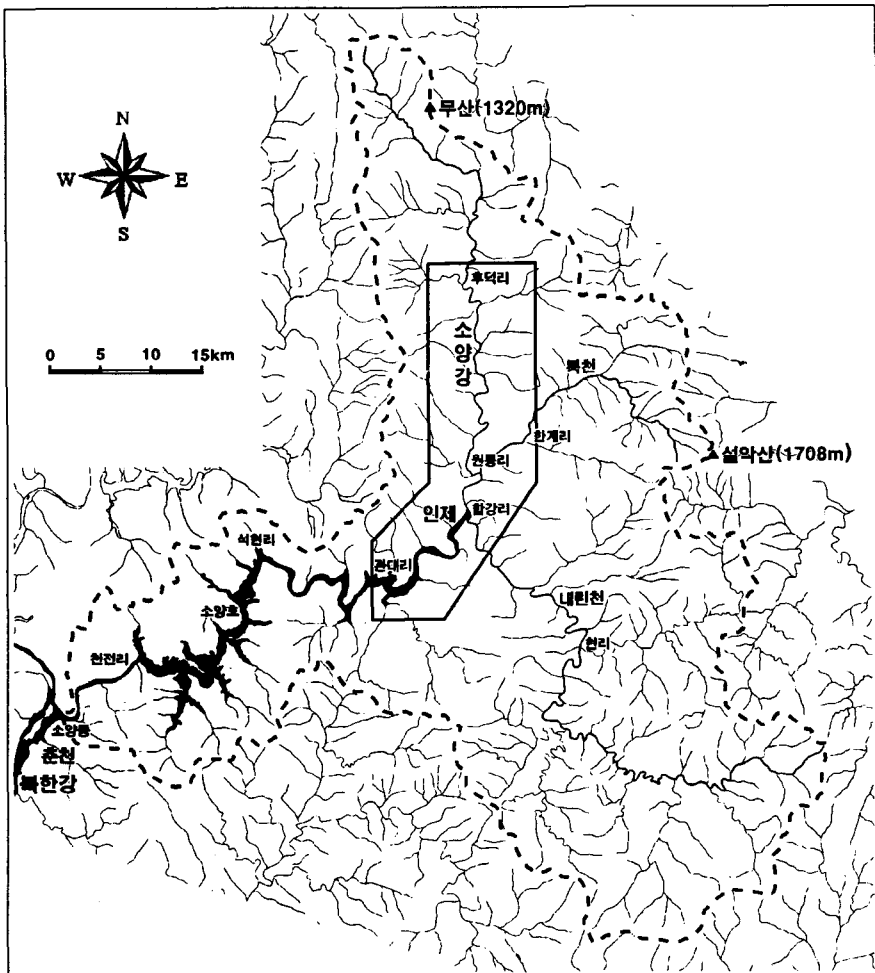 무산(1320m)
N
W E
S
후덕리
소양강
0 5 10 15km
북천
한계리
설악산(1708m)
원통리
인제
합강리
석현리
관대리
내린천
소양호
현리
천전리
소양통
춘천
북한강